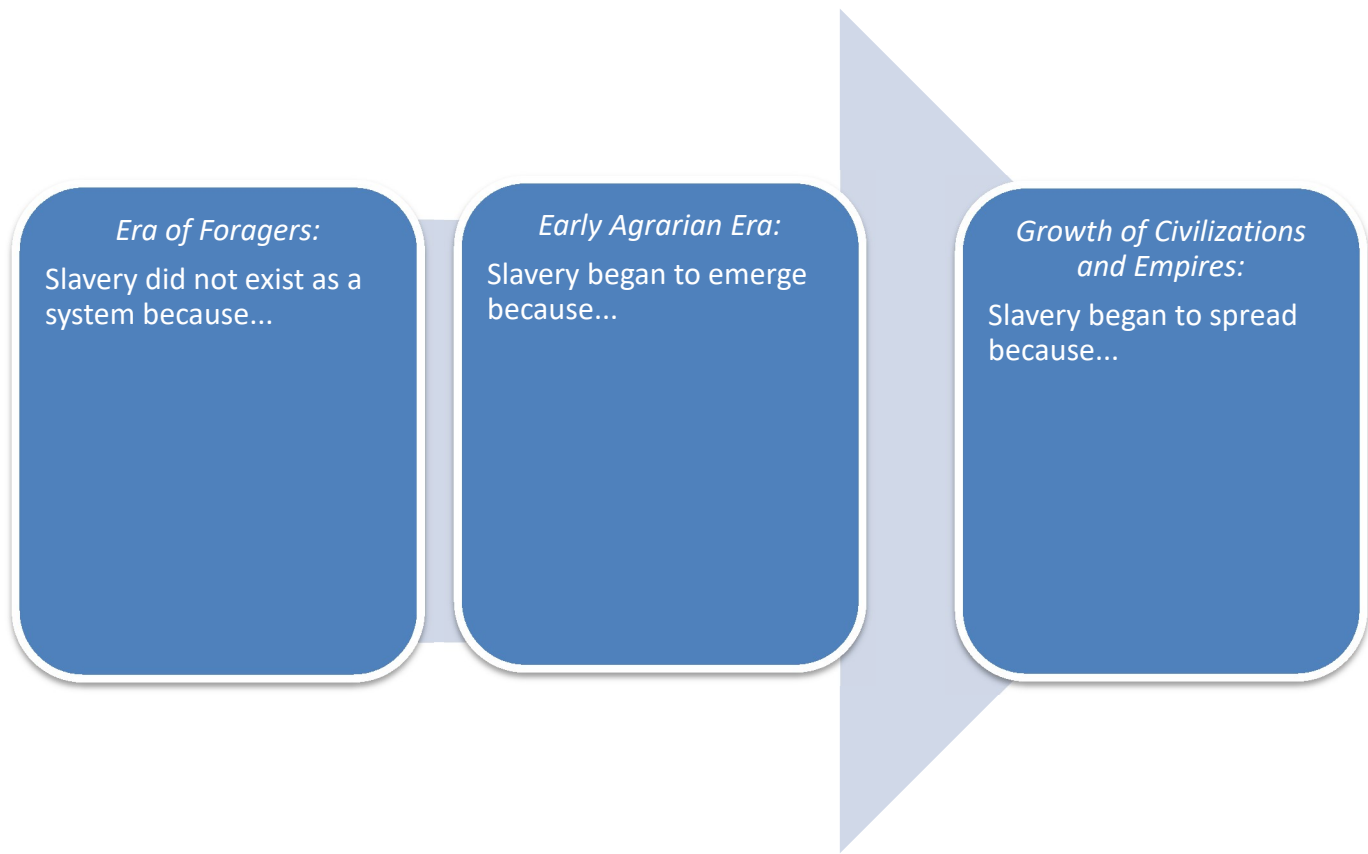 Era of Foragers:
Slavery did not exist as a
system because...
Early Agrarian Era:
Slavery began to emerge
because...
Growth of Civilizations
and Empires:
Slavery began to spread
because...